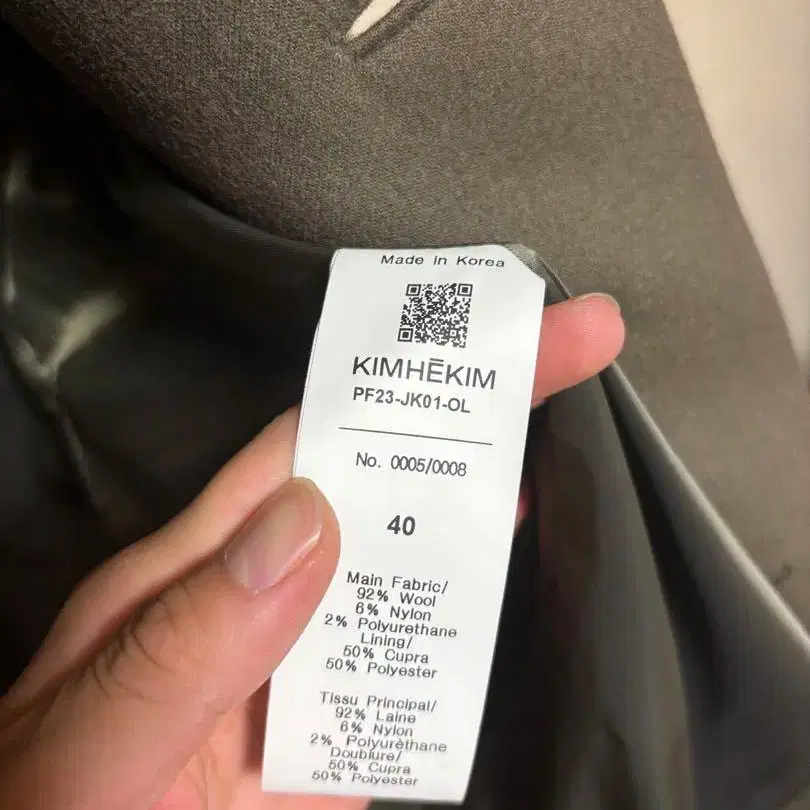 Made in Korea
KIMHĒKIM
PF23-JK01-OL
No. 0005/0008
40
Main Fabric/
92% Wool
6% Nylon
2% Polyurethane
Lining/
50% Cupra
50% Polyester
Tissu Principal/
92% Laine
6% Nylon
2% Polyurèthane
Doublure/
50% Cupra
50% Polyester